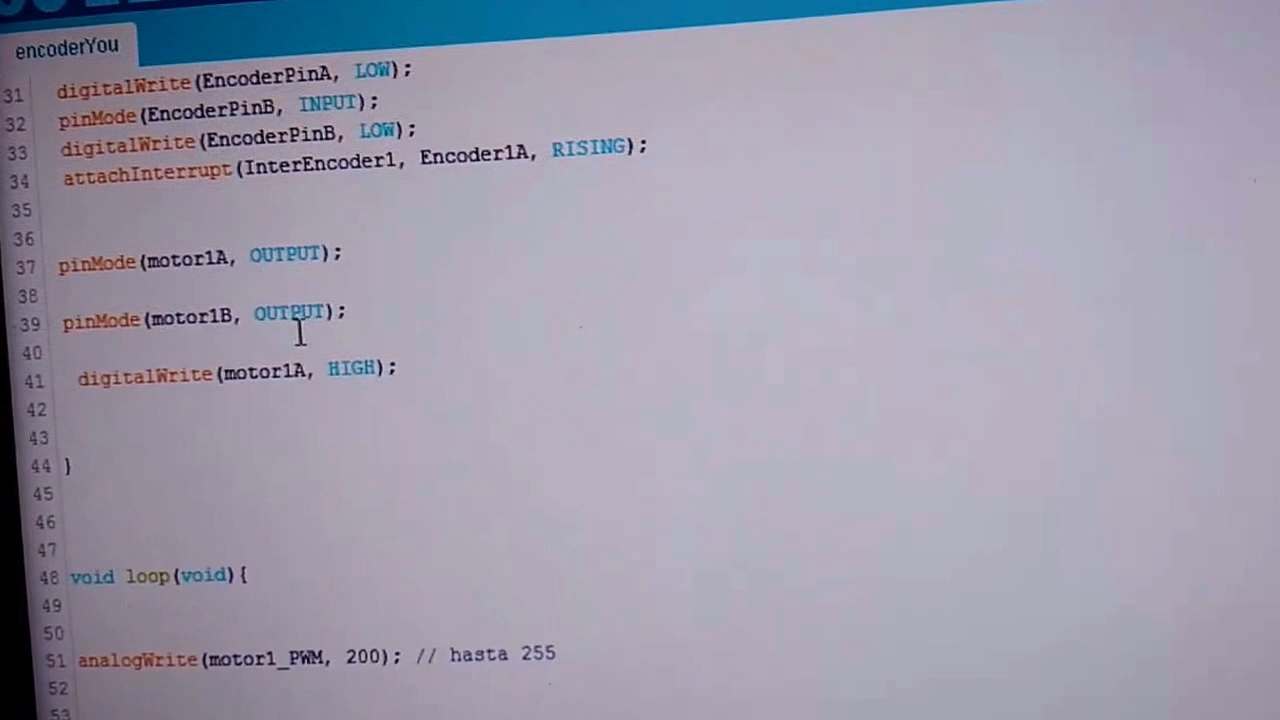 encoderYou
31 digitalWrite(EncoderPinA, LOW);
32 pinMode(EncoderPinB, INPUT);
33 digitalWrite(EncoderPinB, LOW);
34 attachInterrupt(InterEncoder1, Encoder1A, RISING);
35
36
37 pinMode(motor1A, OUTPUT);
38
39 pinMode(motor1B, OUTPUT);
40
41 digitalWrite(motor1A, HIGH);
42
43
44 }
45
46
47
48 void loop(void){
49
50
51 analogWrite(motor1_PWM, 200); // hasta 255
52
53